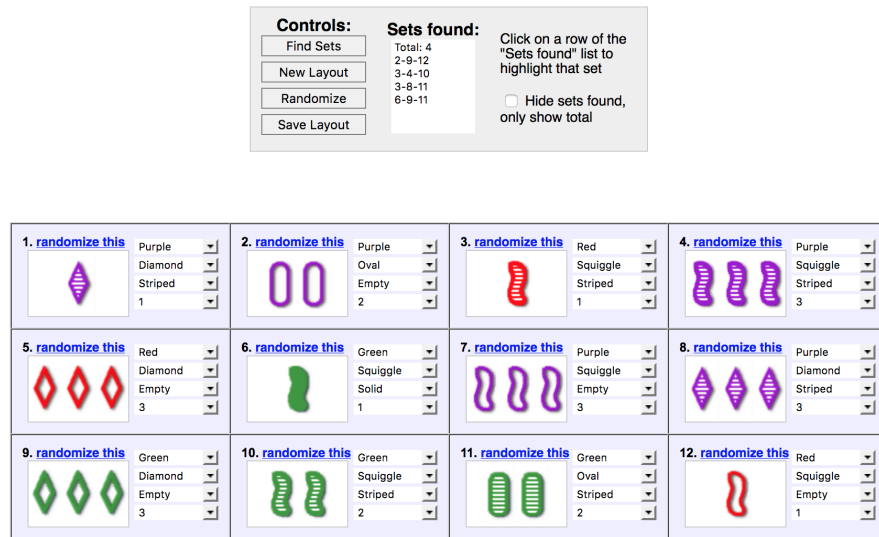 Controls:
Find Sets
New Layout
Randomize
Save Layout
Sets found:
Total: 4
2-9-12
3-4-10
3-8-11
6-9-11
Click on a row of the
"Sets found" list to
highlight that set
Hide sets found,
only show total
1. randomize this
Purple
Diamond
Striped
1
2. randomize this
Purple
Oval
Empty
2
3. randomize this
Red
Squiggle
Striped
1
4. randomize this
Purple
Squiggle
Striped
3
5. randomize this
Red
Diamond
Empty
3
6. randomize this
Green
Squiggle
Solid
1
7. randomize this
Purple
Squiggle
Empty
3
8. randomize this
Purple
Diamond
Striped
3
9. randomize this
Green
Diamond
Empty
3
10. randomize this
Green
Squiggle
Striped
2
11. randomize this
Green
Oval
Striped
2
12. randomize this
Red
Squiggle
Empty
1